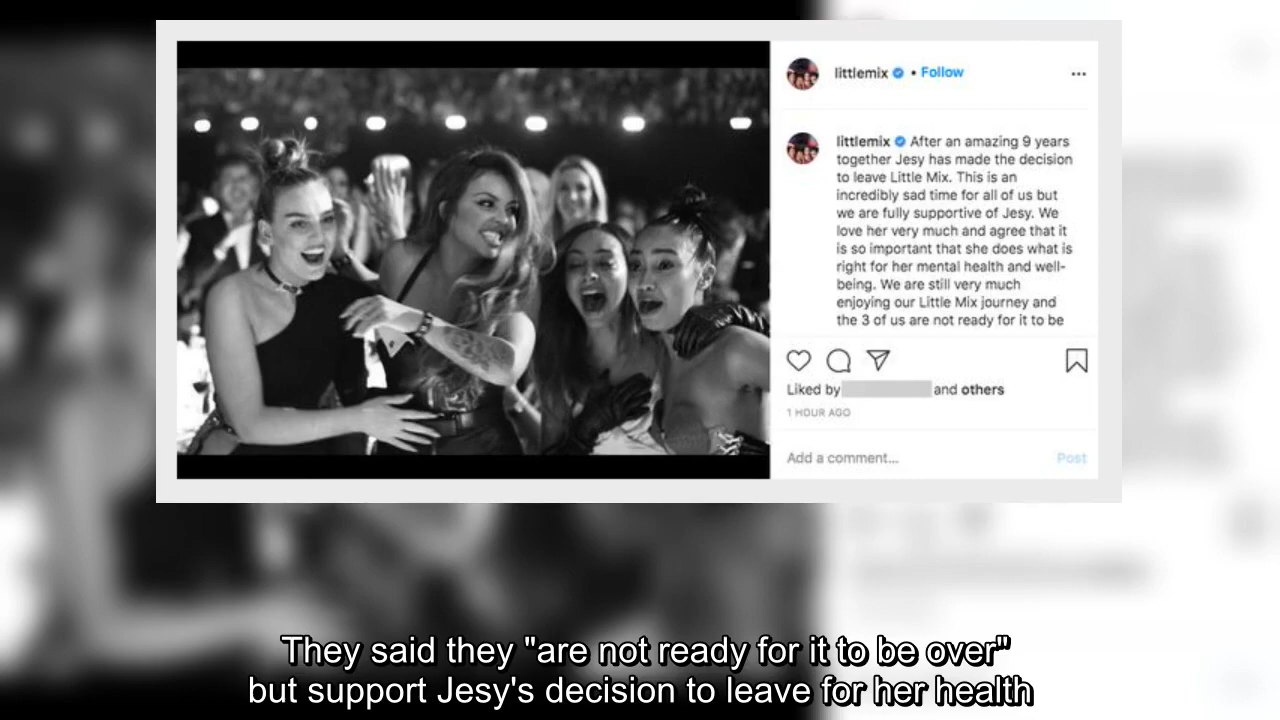 littlemix • Follow
littlemix After an amazing 9 years
together Jesy has made the decision
to leave Little Mix. This is an
incredibly sad time for all of us but
we are fully supportive of Jesy. We
love her very much and agree that it
is so important that she does what is
right for her mental health and well-
being. We are still very much
enjoying our Little Mix journey and
the 3 of us are not ready for it to be
Liked by and others
1 HOUR AGO
Add a comment... Post
They said they "are not ready for it to be over"
but support Jesy's decision to leave for her health